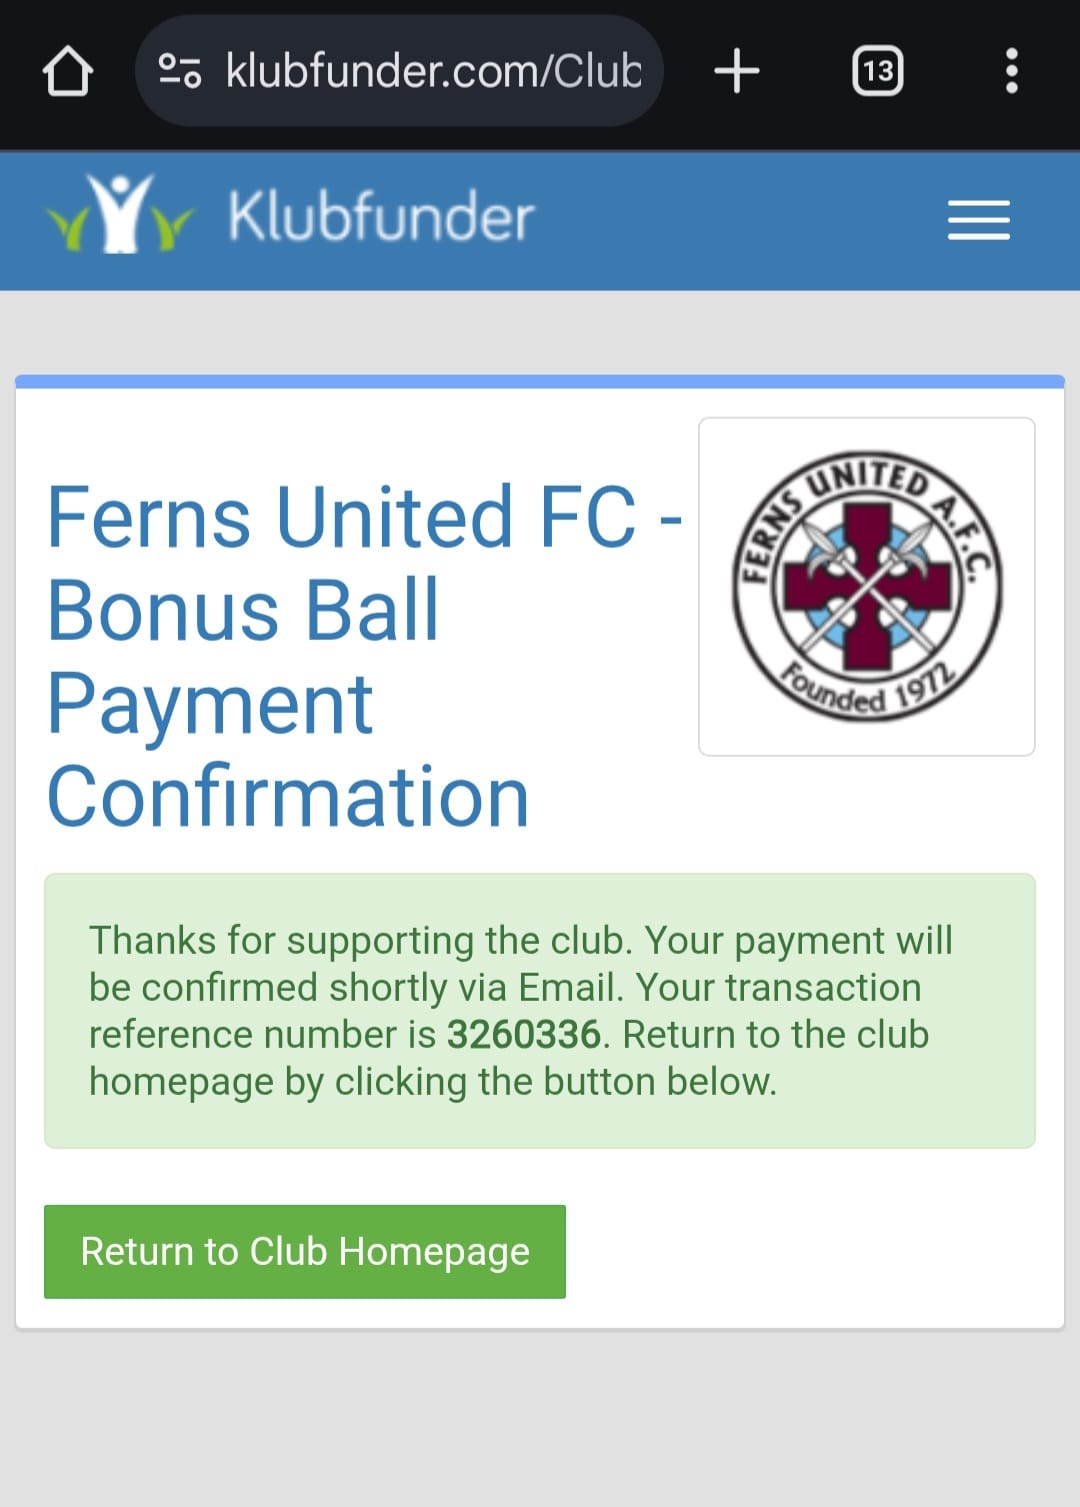 klubfunder.com/Club
13
Klubfunder
Ferns United FC -
Bonus Ball
Payment
Confirmation
FERNS UNITED A.F.C.
Founded 1972
Thanks for supporting the club. Your payment will
be confirmed shortly via Email. Your transaction
reference number is 3260336. Return to the club
homepage by clicking the button below.
Return to Club Homepage